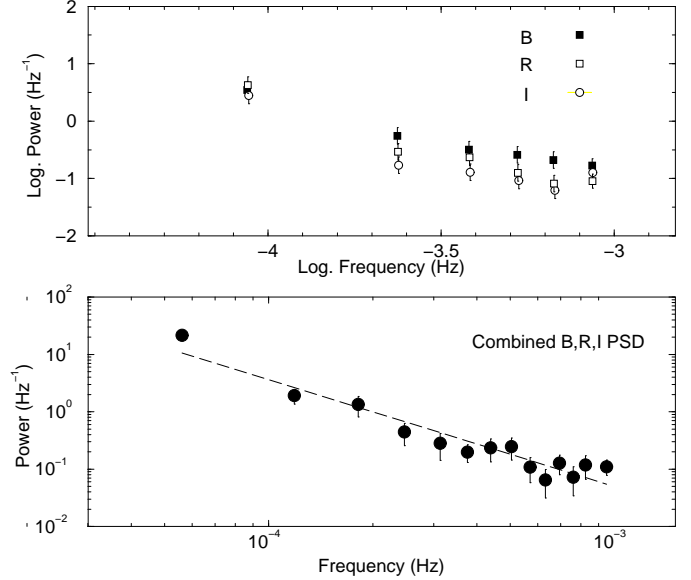 2
B
R
I
1
0
−1
−2
Log. Power (Hz⁻¹)
−4 −3.5 −3
Log. Frequency (Hz)
10²
10¹
10⁰
10⁻¹
10⁻²
Power (Hz⁻¹)
Combined B,R,I PSD
10⁻⁴ 10⁻³
Frequency (Hz)